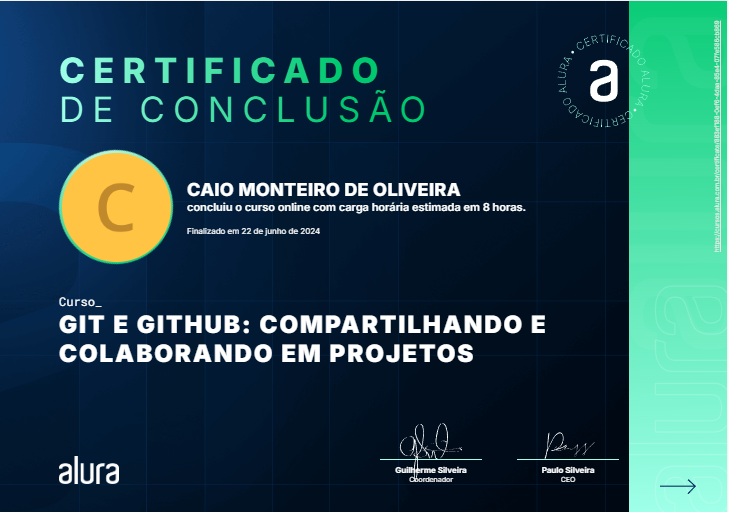 CERTIFICADO
DE CONCLUSÃO
• CERTIFICADO ALURA • CERTIFICADO ALURA
a
C
CAIO MONTEIRO DE OLIVEIRA
concluiu o curso online com carga horária estimada em 8 horas.
Finalizado em 22 de junho de 2024
Curso_
GIT E GITHUB: COMPARTILHANDO E
COLABORANDO EM PROJETOS
alura
Guilherme Silveira
Coordenador
Paulo Silveira
CEO
alura